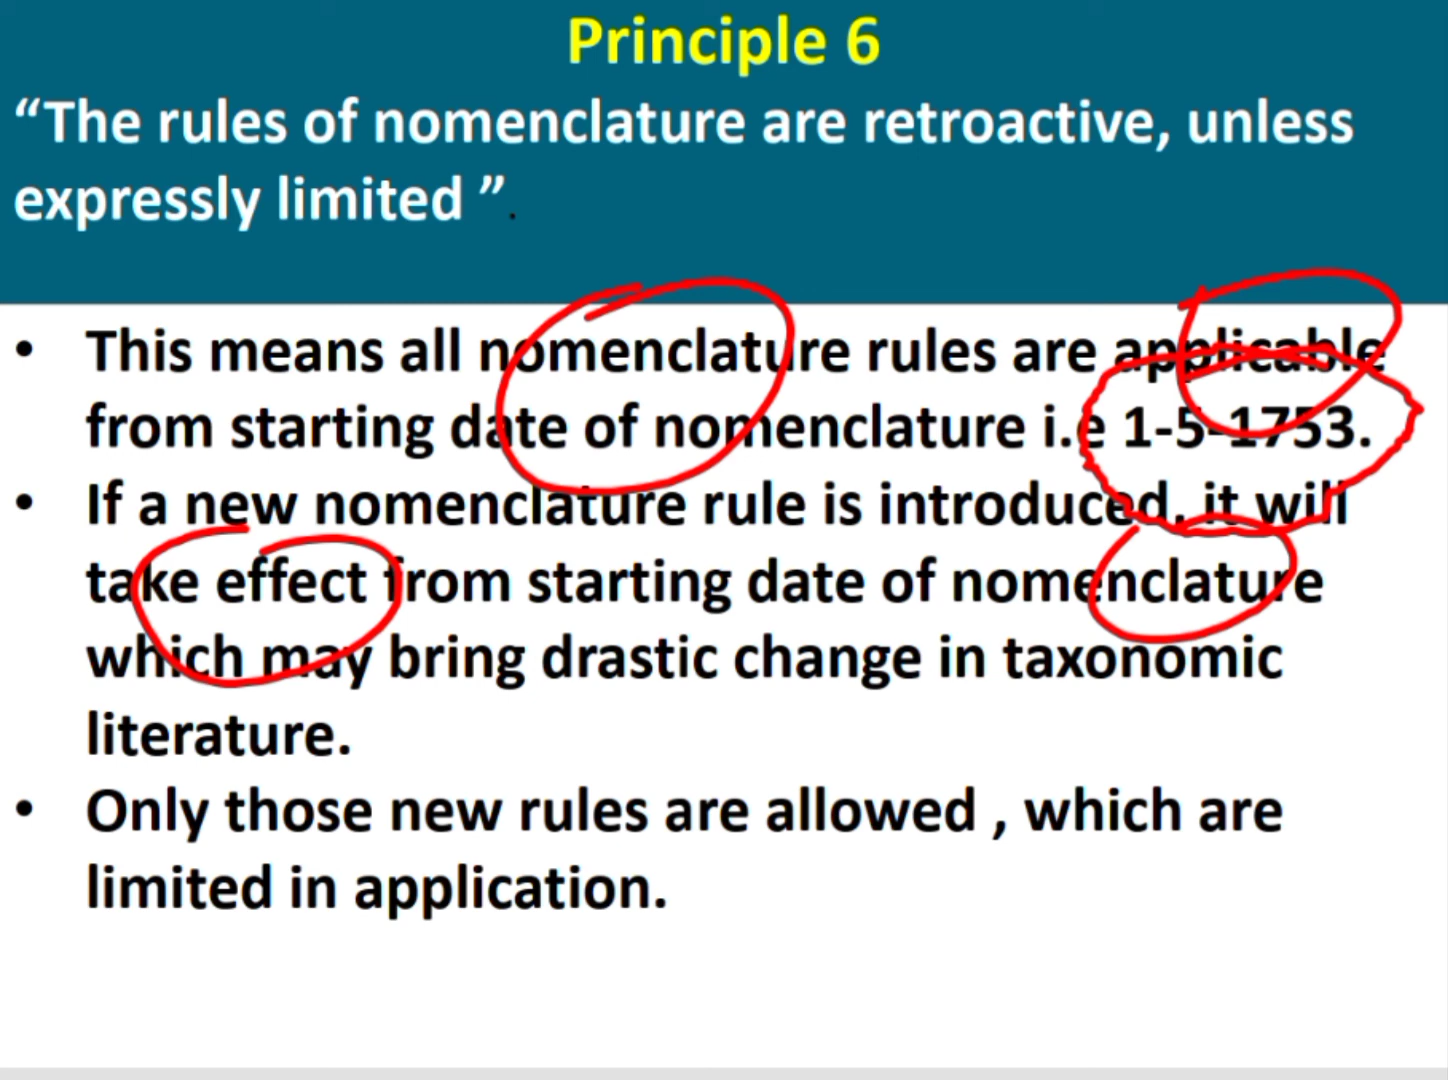 Principle 6
“The rules of nomenclature are retroactive, unless
expressly limited ”.
• This means all nomenclature rules are applicable
from starting date of nomenclature i.e 1-5-1753.
• If a new nomenclature rule is introduced, it will
take effect from starting date of nomenclature
which may bring drastic change in taxonomic
literature.
• Only those new rules are allowed , which are
limited in application.